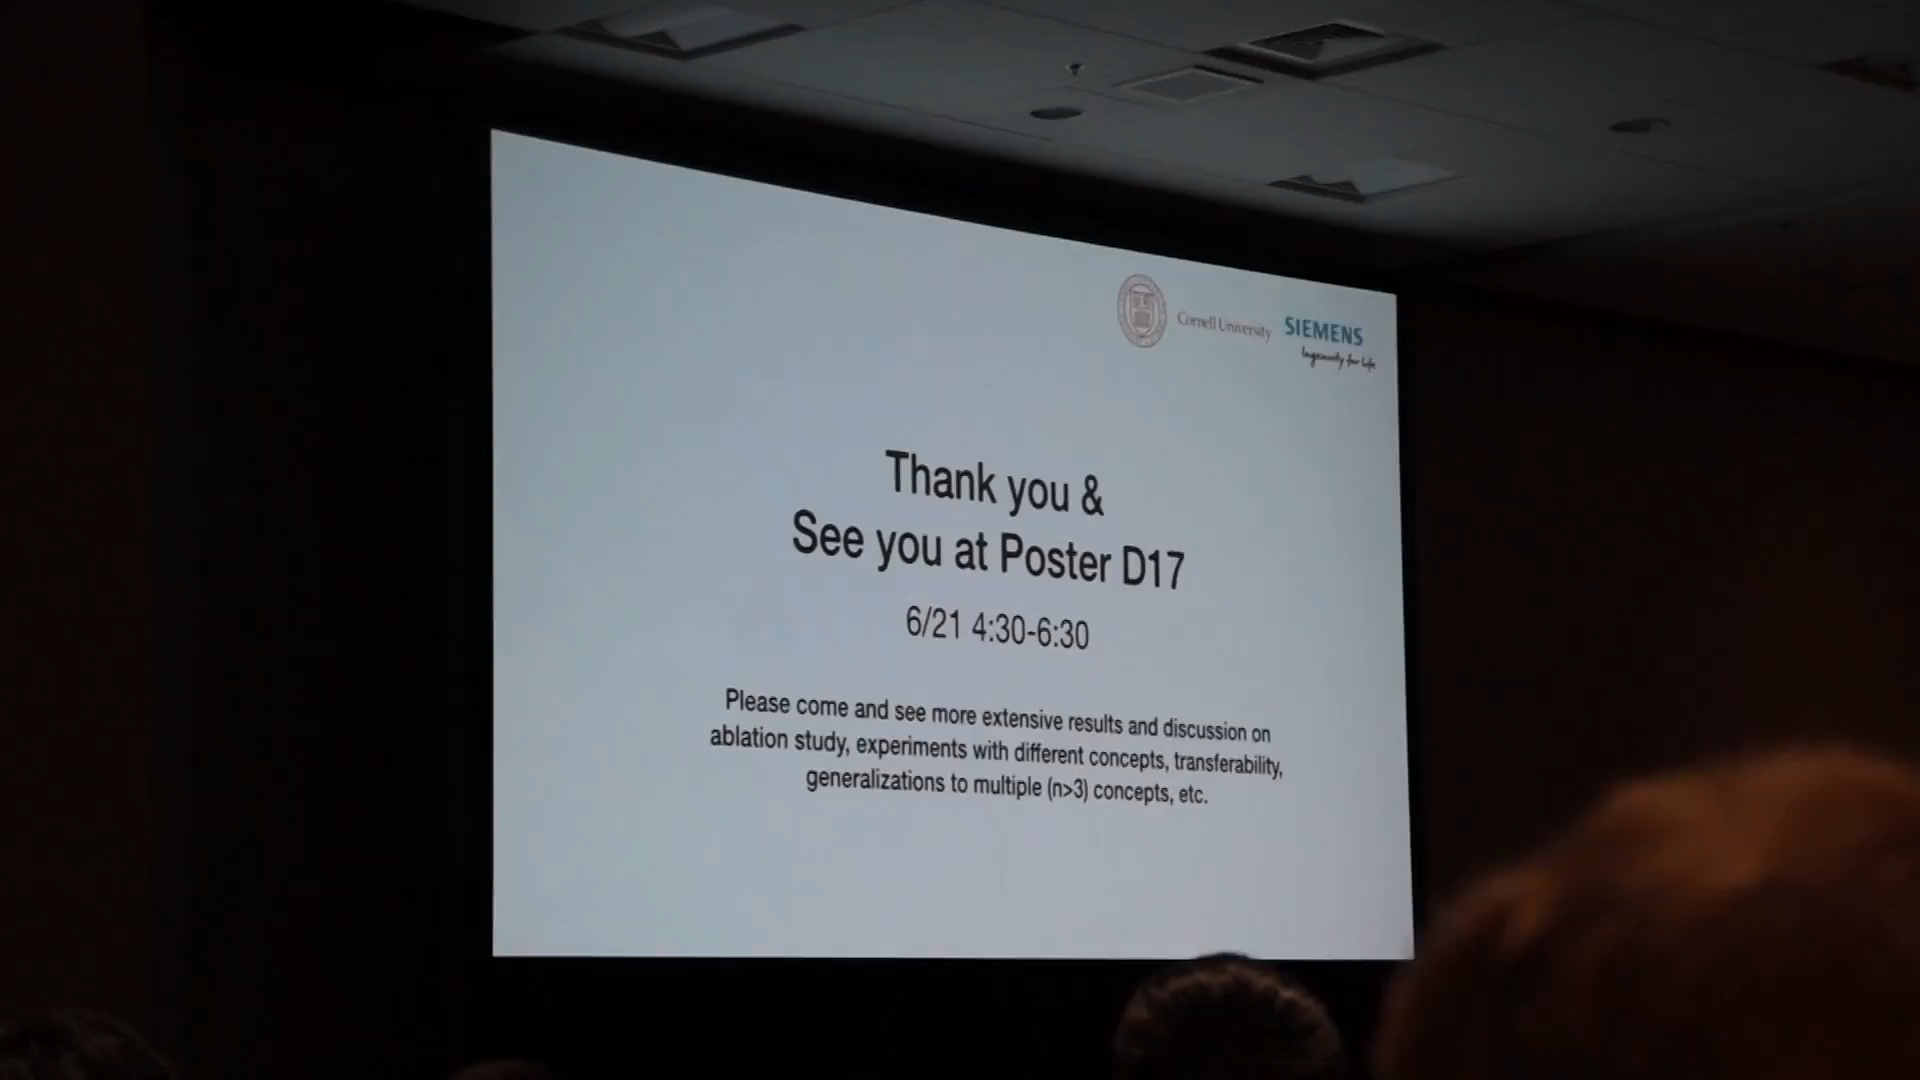 Cornell University
SIEMENS
Ingenuity for life
Thank you &
See you at Poster D17
6/21 4:30-6:30
Please come and see more extensive results and discussion on
ablation study, experiments with different concepts, transferability,
generalizations to multiple (n>3) concepts, etc.